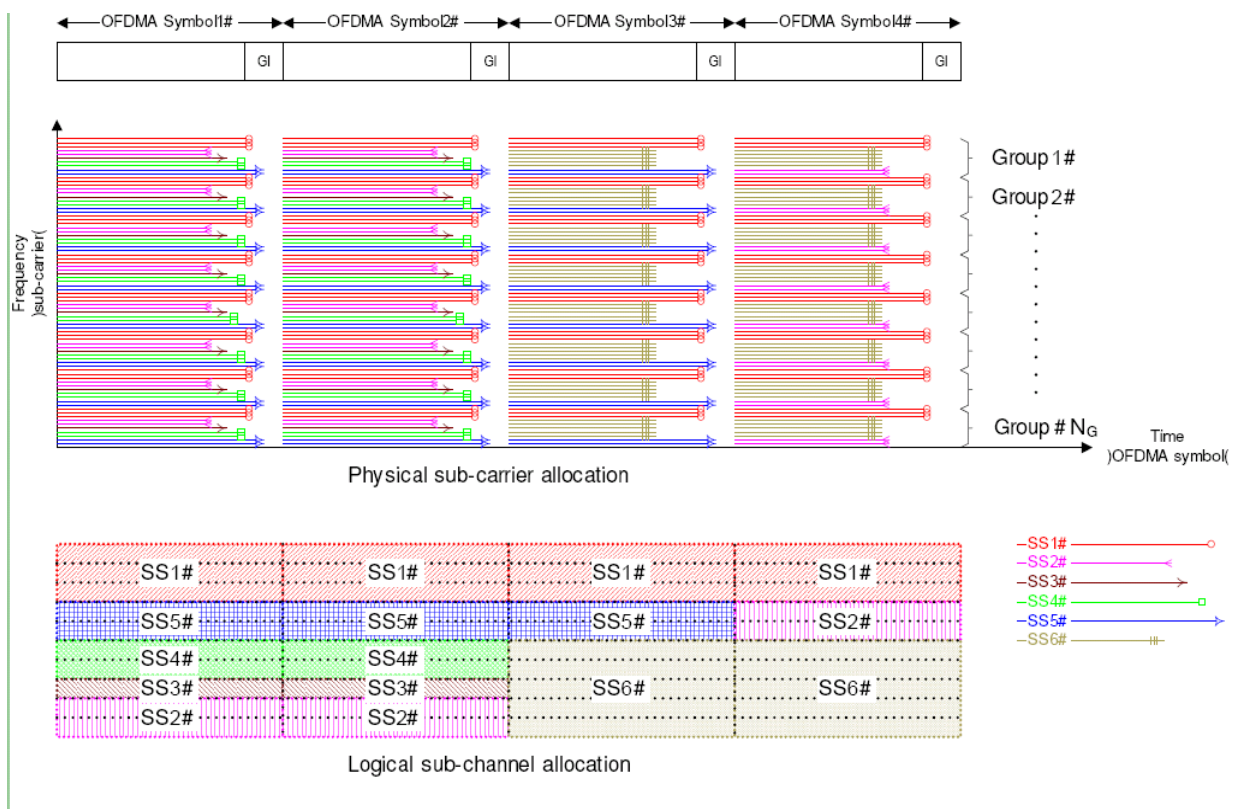 OFDMA Symbol1# OFDMA Symbol2# OFDMA Symbol3# OFDMA Symbol4#
GI GI GI GI
Group 1#
Group 2#
Group # N_G
Frequency
)sub-carrier(
Time
)OFDMA symbol(
Physical sub-carrier allocation
SS1# SS1# SS1# SS1#
SS5# SS5# SS5# SS2#
SS4# SS4# SS6# SS6#
SS3# SS3#
SS2# SS2#
Logical sub-channel allocation
SS1#
SS2#
SS3#
SS4#
SS5#
SS6#